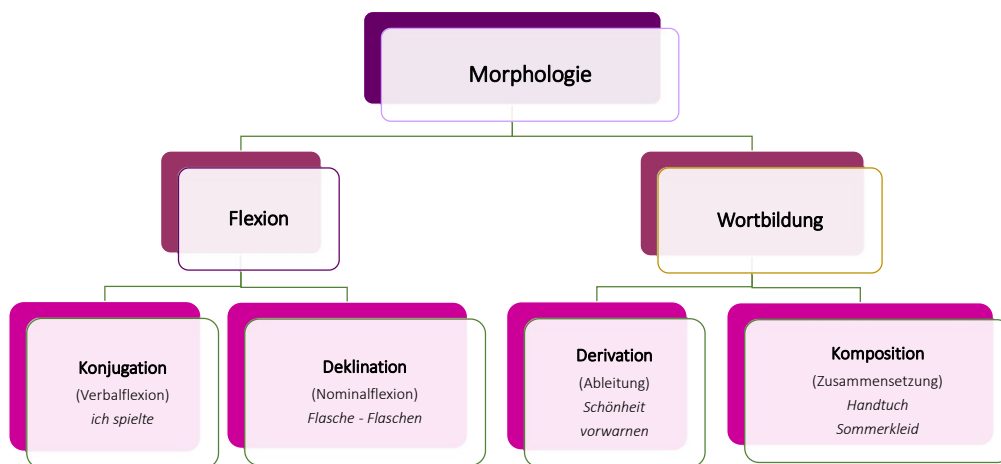 Morphologie
Flexion
Wortbildung
Konjugation
(Verbalflexion)
ich spielte
Deklination
(Nominalflexion)
Flasche - Flaschen
Derivation
(Ableitung)
Schönheit
vorwarnen
Komposition
(Zusammensetzung)
Handtuch
Sommerkleid